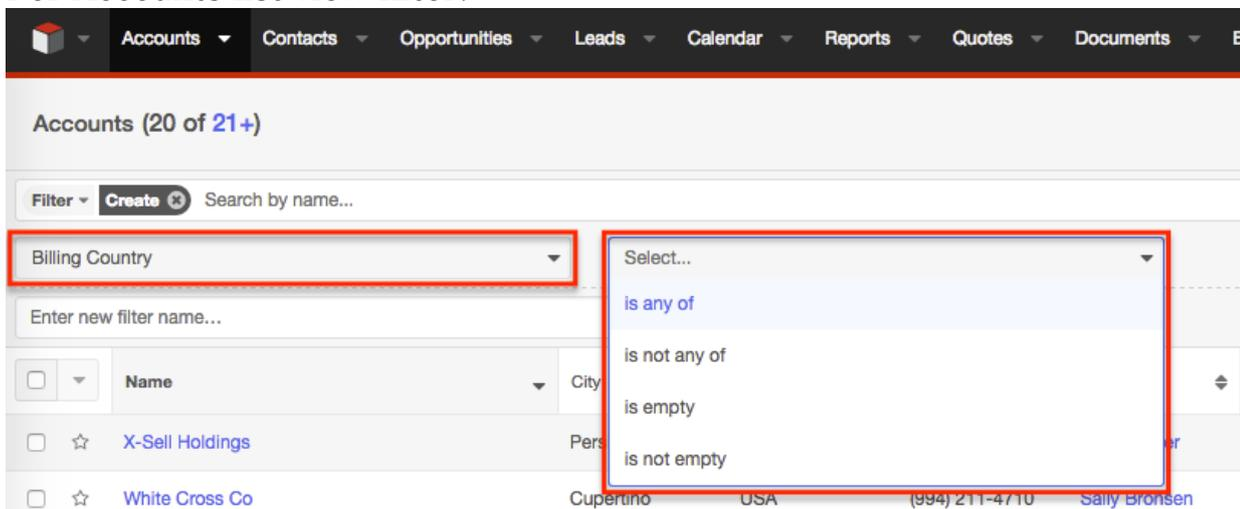 Accounts Contacts Opportunities Leads Calendar Reports Quotes Documents
Accounts (20 of 21+)
Filter Create Search by name...
Billing Country Select...
is any of
Enter new filter name...
is not any of
Name City
is empty
X-Sell Holdings Pers er
is not empty
White Cross Co Cupertino USA (994) 211-4710 Sally Bronsen